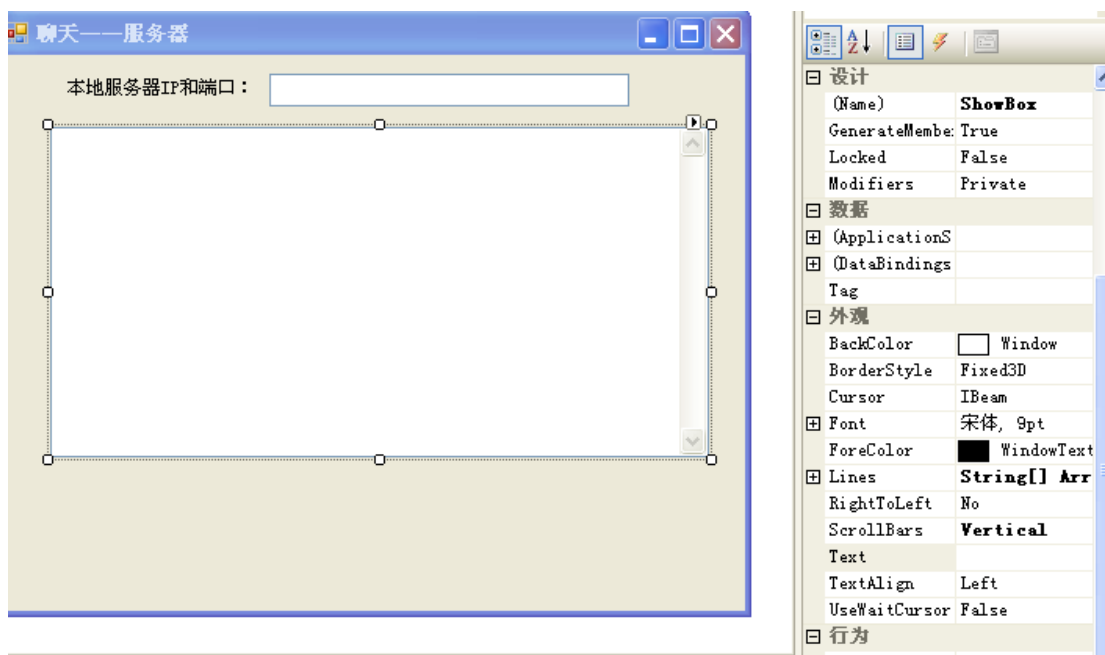 聊天——服务器
本地服务器IP和端口：
设计
(Name) ShowBox
GenerateMembe: True
Locked False
Modifiers Private
数据
(ApplicationS
(DataBindings
Tag
外观
BackColor Window
BorderStyle Fixed3D
Cursor IBeam
Font 宋体, 9pt
ForeColor WindowText
Lines String[] Arr
RightToLeft No
ScrollBars Vertical
Text
TextAlign Left
UseWaitCursor False
行为